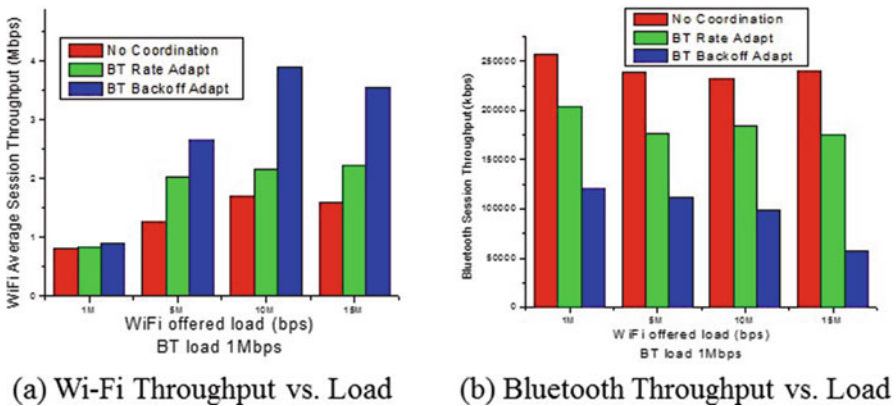 WiFi Average Session Throughput (Mbps)
4
3
2
1
0
No Coordination
BT Rate Adapt
BT Backoff Adapt
1M 5M 10M 15M
WiFi offered load (bps)
BT load 1Mbps
(a) Wi-Fi Throughput vs. Load
Bluetooth Session Throughput(kbps)
250000
200000
150000
100000
50000
0
No Coordination
BT Rate Adapt
BT Backoff Adapt
1M 5M 10M 15M
WiFi offered load (bps)
BT load 1Mbps
(b) Bluetooth Throughput vs. Load